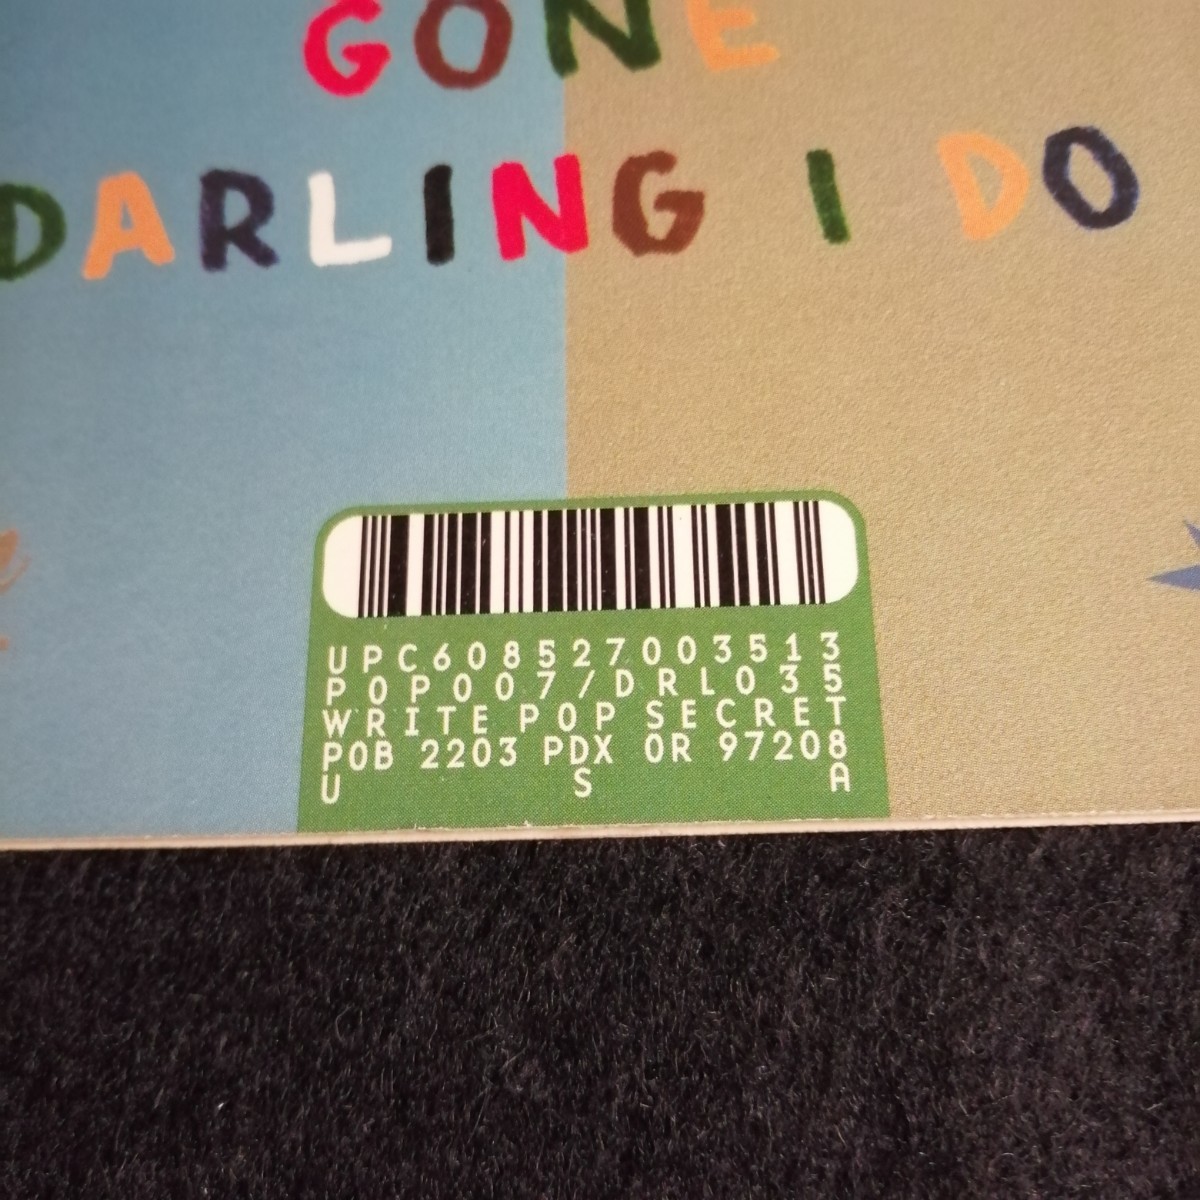 GONE
DARLING I DO
UPC608527003513
POP007/DRL035
WRITE POP SECRET
POB 2203 PDX OR 97208
U S A